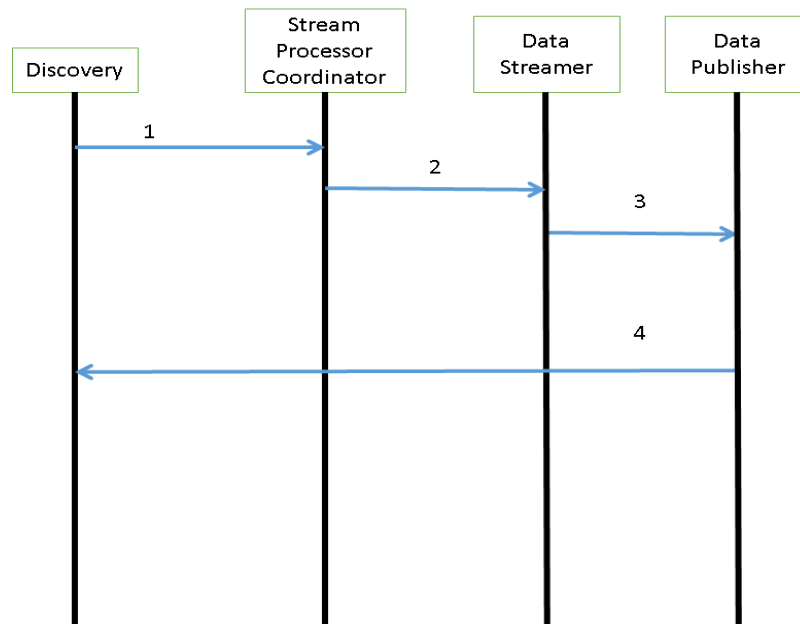 Discovery
Stream
Processor
Coordinator
Data
Streamer
Data
Publisher
1
2
3
4